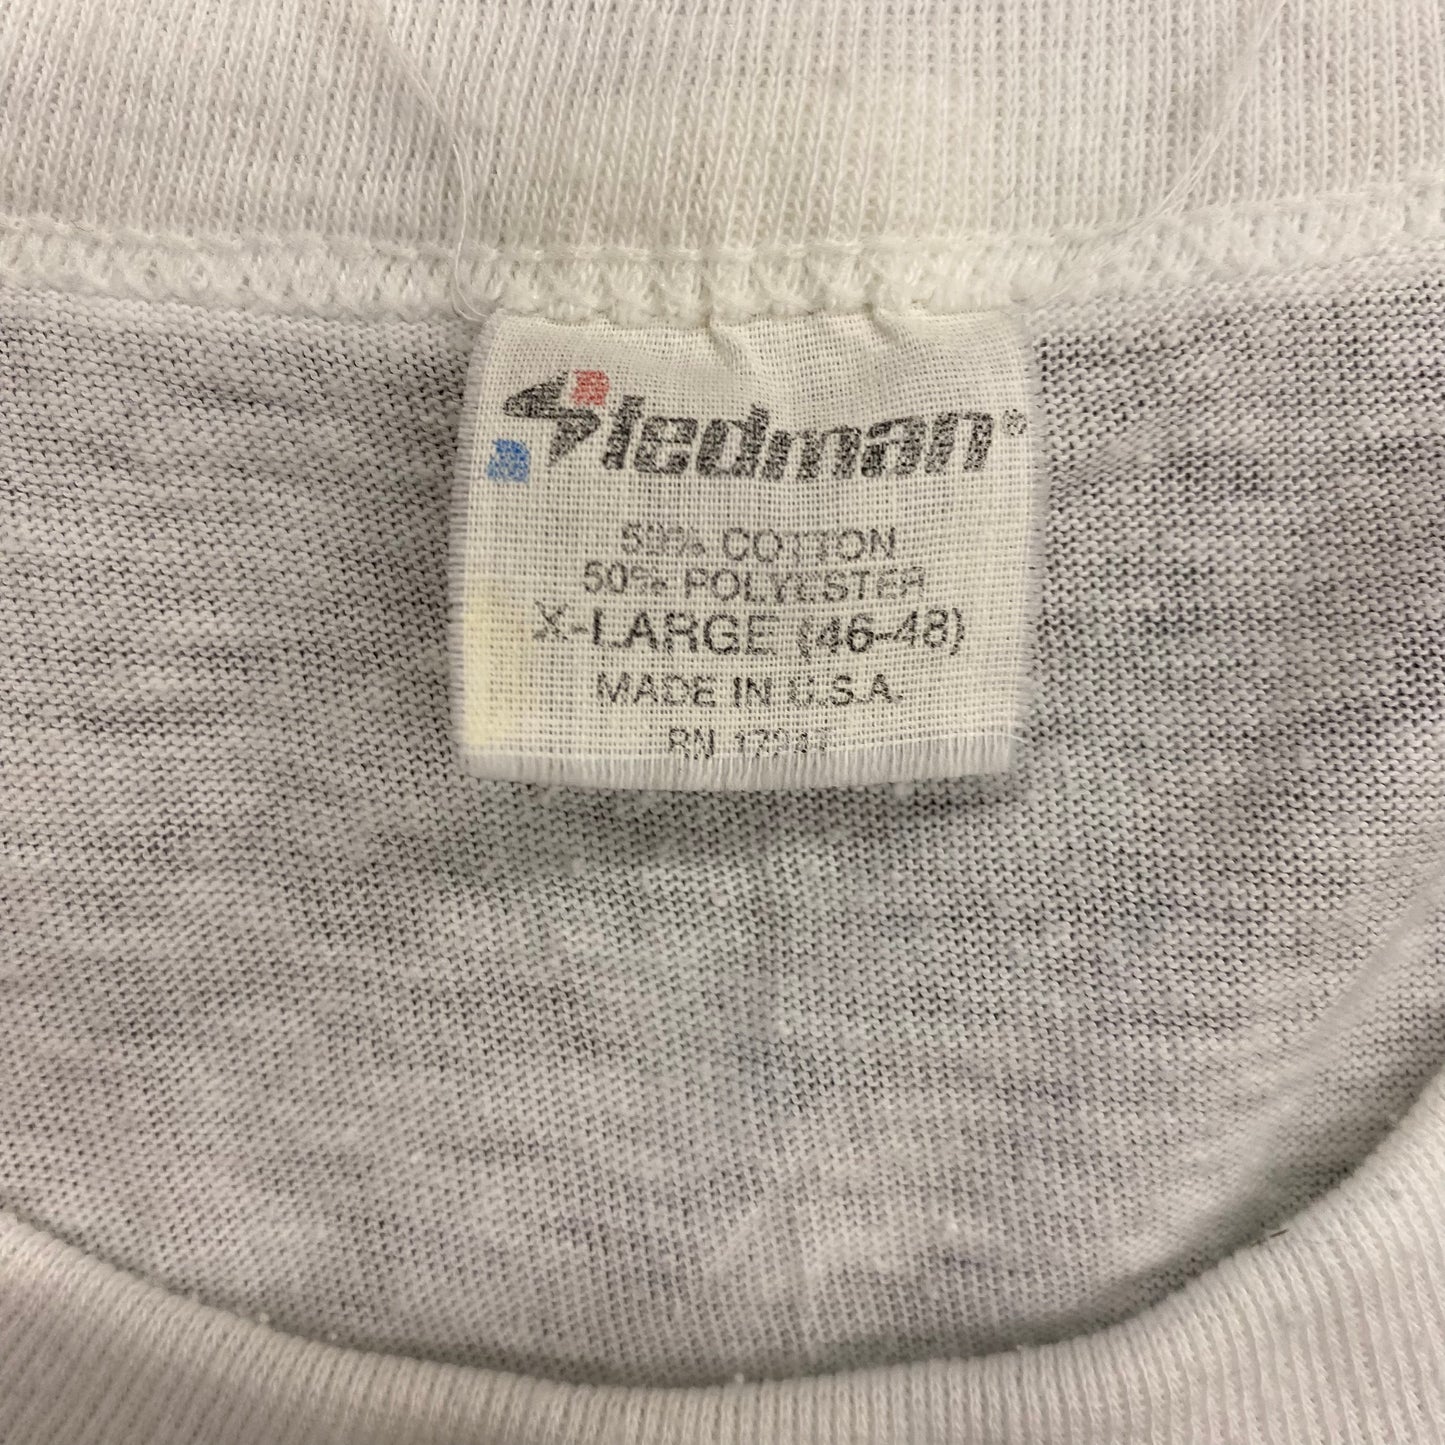 Stedman®
50% COTTON
50% POLYESTER
X-LARGE (46-48)
MADE IN U.S.A.
RN